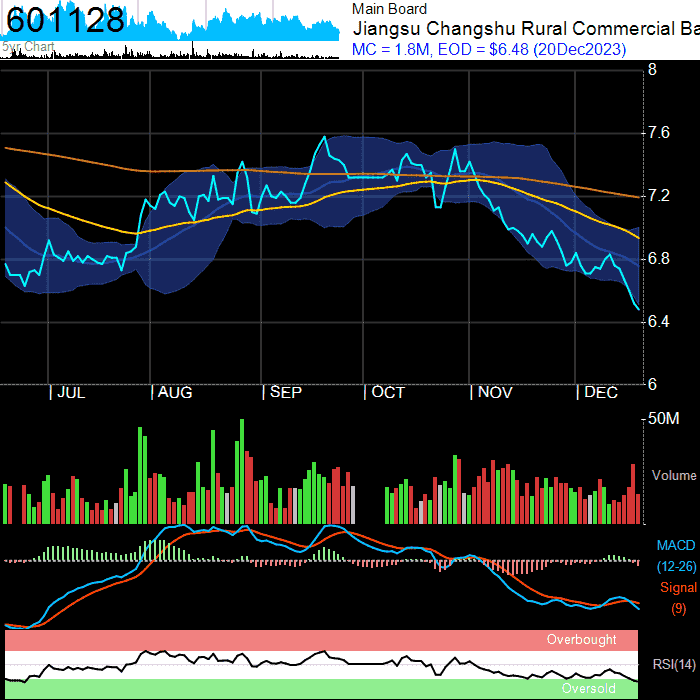 601128
5yr Chart
Main Board
Jiangsu Changshu Rural Commercial Ba
MC = 1.8M, EOD = $6.48 (20Dec2023)
8
7.6
7.2
6.8
6.4
6
JUL
AUG
SEP
OCT
NOV
DEC
50M
Volume
MACD
(12-26)
Signal
(9)
Overbought
RSI(14)
Oversold